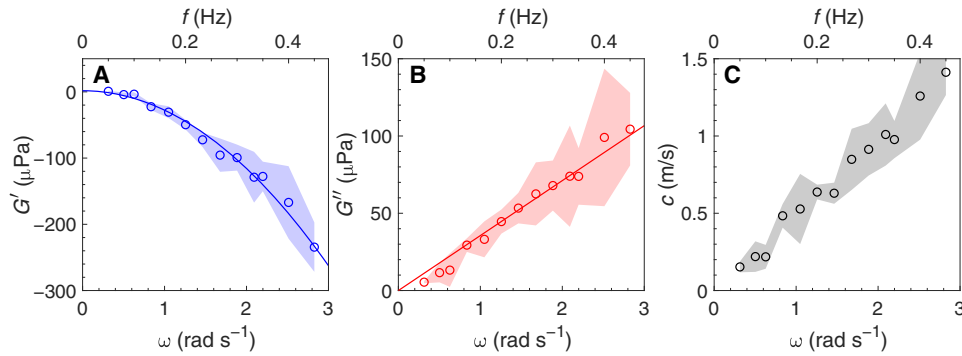 f (Hz)
0 0.2 0.4
A
0
−100
−200
−300
G′ (μPa)
0 1 2 3
ω (rad s⁻¹)
f (Hz)
0 0.2 0.4
B
150
100
50
0
G″ (μPa)
0 1 2 3
ω (rad s⁻¹)
f (Hz)
0 0.2 0.4
C
1.5
1
0.5
0
c (m/s)
0 1 2 3
ω (rad s⁻¹)